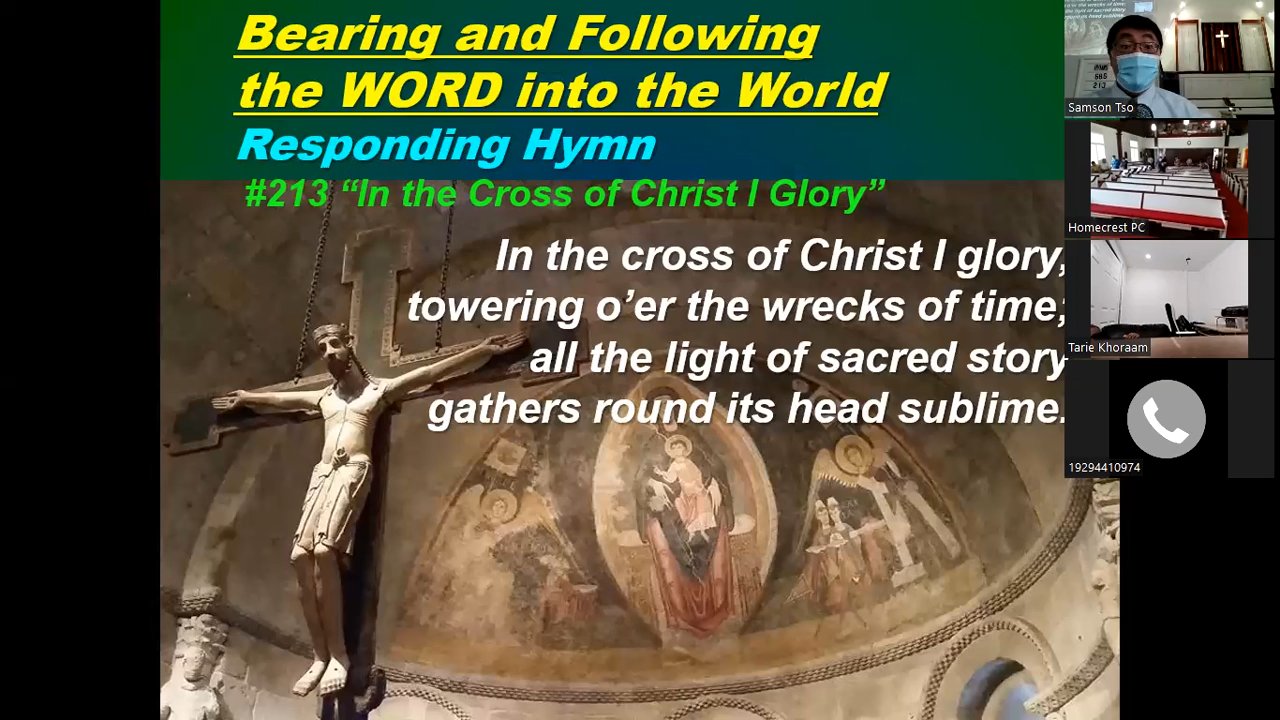 Bearing and Following
the WORD into the World
Responding Hymn
#213 “In the Cross of Christ I Glory”
In the cross of Christ I glory,
towering o’er the wrecks of time;
all the light of sacred story
gathers round its head sublime.
Samson Tso
685
213
Homecrest PC
Tarie Khoraam
19294410974